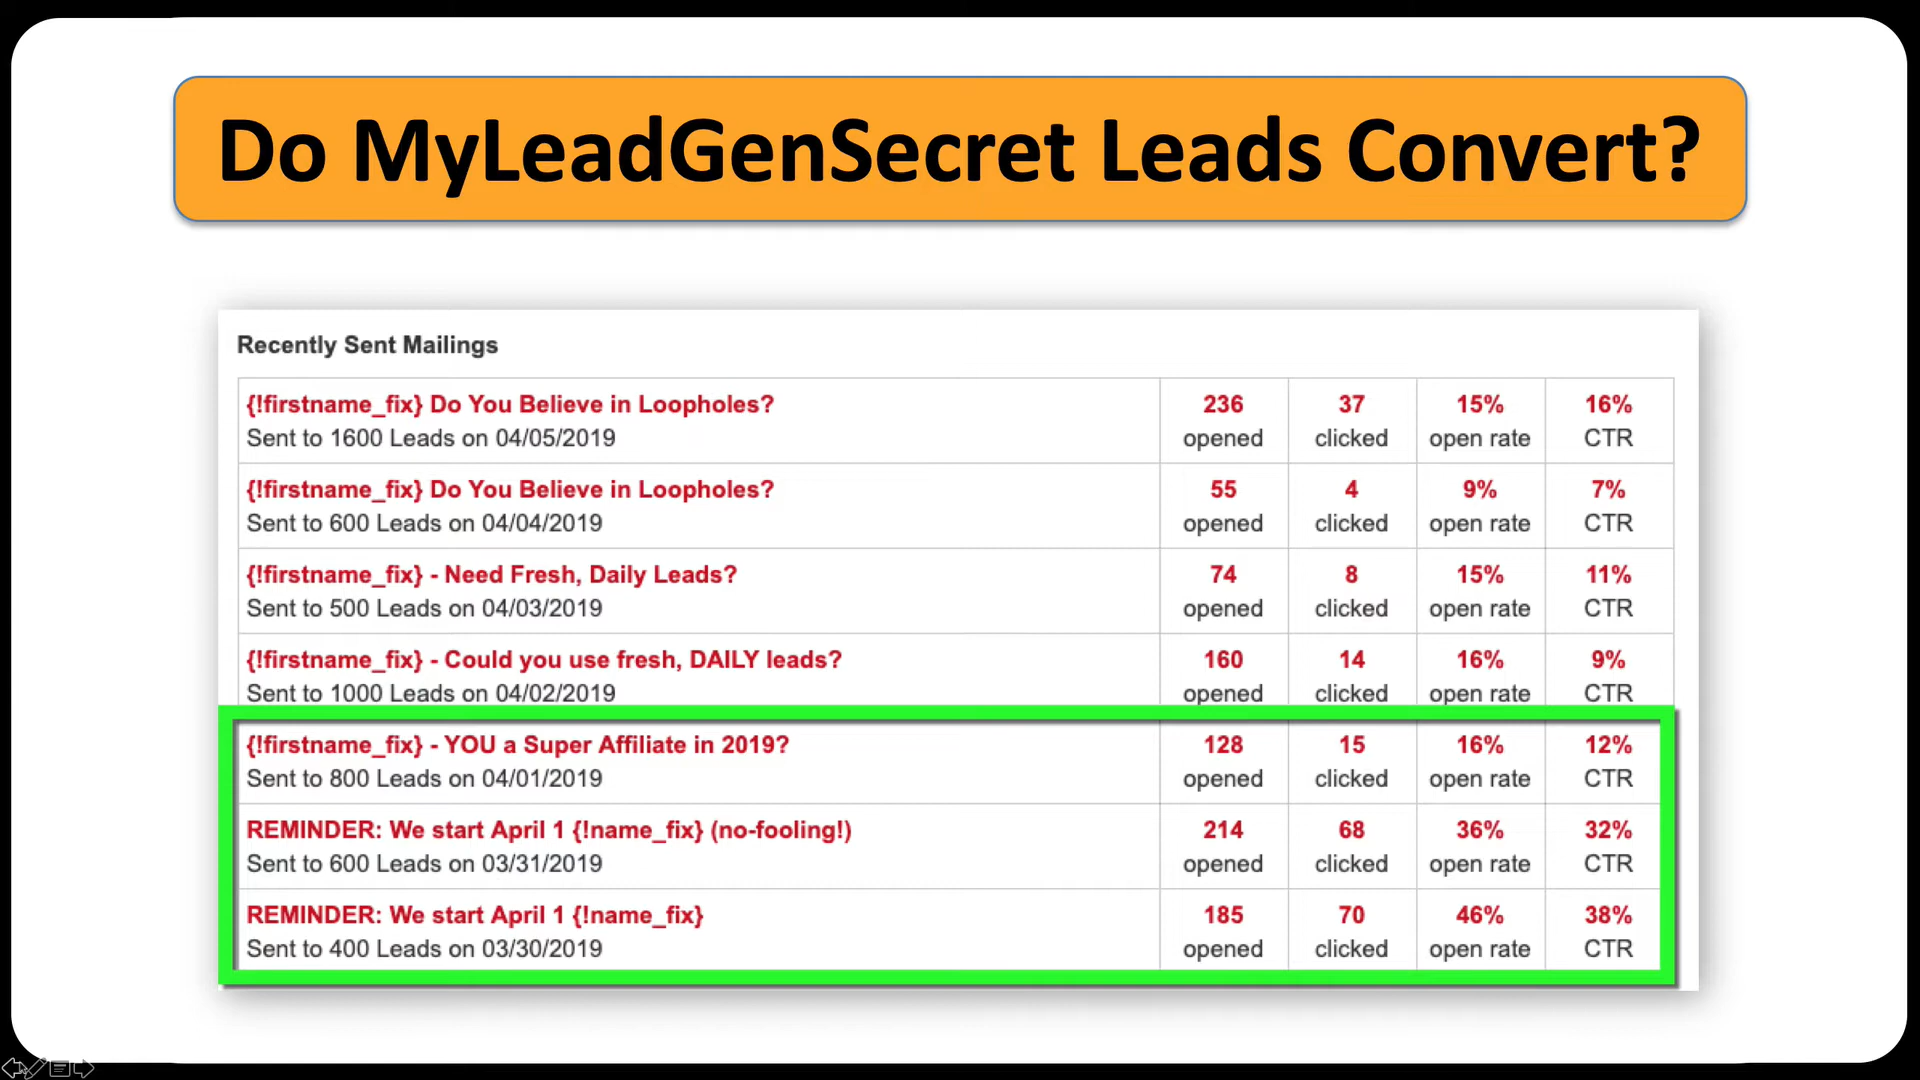 Do MyLeadGenSecret Leads Convert?
Recently Sent Mailings
{!firstname_fix} Do You Believe in Loopholes? 236 37 15% 16%
Sent to 1600 Leads on 04/05/2019 opened clicked open rate CTR
{!firstname_fix} Do You Believe in Loopholes? 55 4 9% 7%
Sent to 600 Leads on 04/04/2019 opened clicked open rate CTR
{!firstname_fix} - Need Fresh, Daily Leads? 74 8 15% 11%
Sent to 500 Leads on 04/03/2019 opened clicked open rate CTR
{!firstname_fix} - Could you use fresh, DAILY leads? 160 14 16% 9%
Sent to 1000 Leads on 04/02/2019 opened clicked open rate CTR
{!firstname_fix} - YOU a Super Affiliate in 2019? 128 15 16% 12%
Sent to 800 Leads on 04/01/2019 opened clicked open rate CTR
REMINDER: We start April 1 {!name_fix} (no-fooling!) 214 68 36% 32%
Sent to 600 Leads on 03/31/2019 opened clicked open rate CTR
REMINDER: We start April 1 {!name_fix} 185 70 46% 38%
Sent to 400 Leads on 03/30/2019 opened clicked open rate CTR